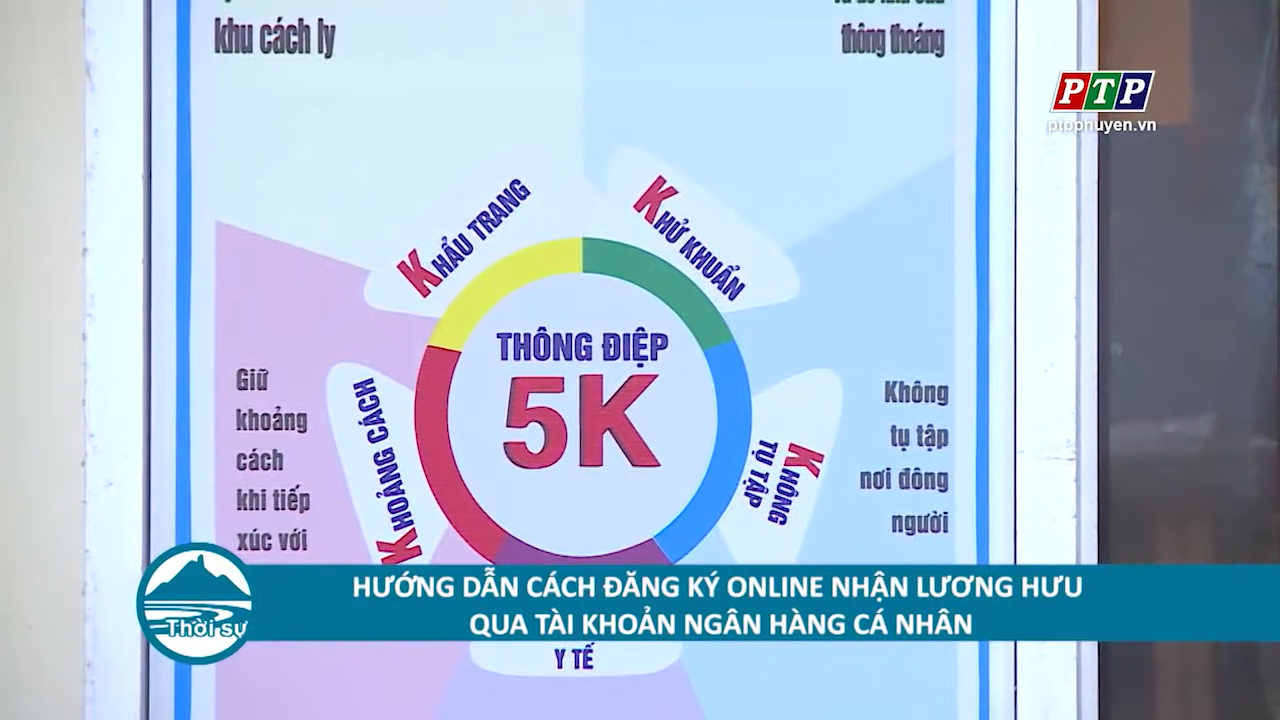 khu cách ly
thông thoáng
PTP
ptpphuyen.vn
KHẨU TRANG
KHỬ KHUẨN
THÔNG ĐIỆP
5K
KHOẢNG CÁCH
KHÔNG
TỤ TẬP
Giữ
khoảng
cách
khi tiếp
xúc với
Không
tụ tập
nơi đông
người
HƯỚNG DẪN CÁCH ĐĂNG KÝ ONLINE NHẬN LƯƠNG HƯU
QUA TÀI KHOẢN NGÂN HÀNG CÁ NHÂN
Thời sự
Y TẾ